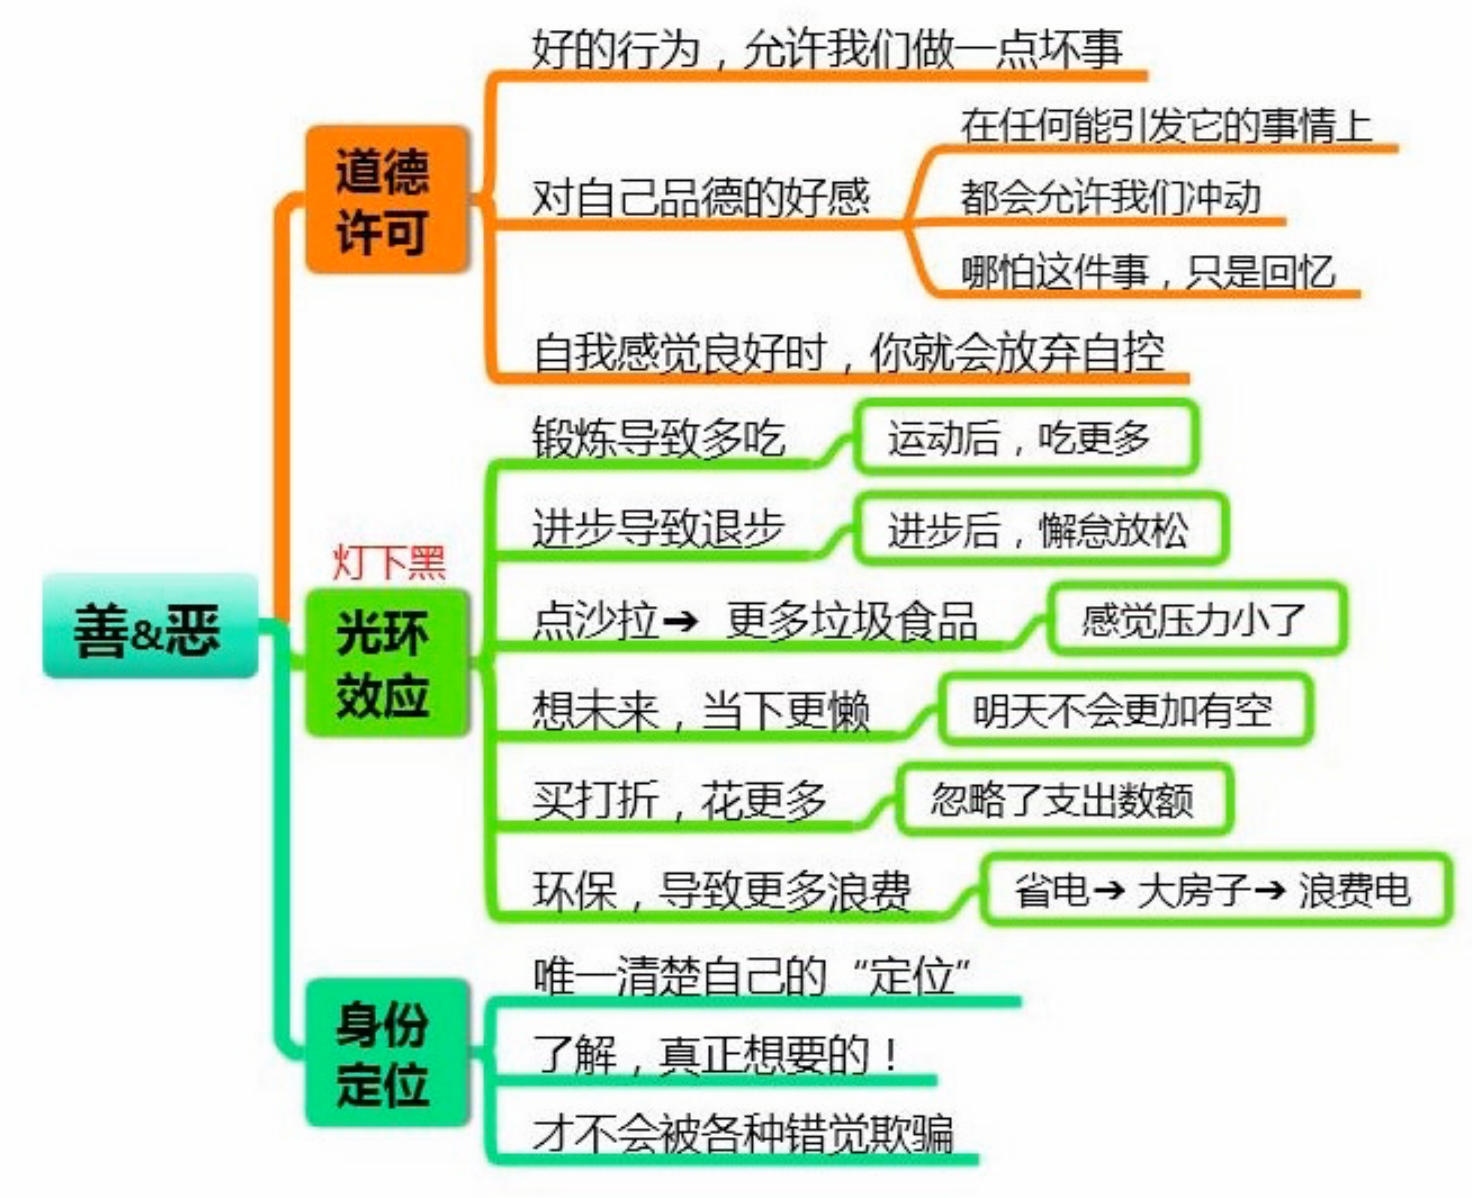 善&恶
道德
许可
好的行为，允许我们做一点坏事
对自己品德的好感
在任何能引发它的事情上
都会允许我们冲动
哪怕这件事，只是回忆
自我感觉良好时，你就会放弃自控
灯下黑
光环
效应
锻炼导致多吃
运动后，吃更多
进步导致退步
进步后，懈怠放松
点沙拉→ 更多垃圾食品
感觉压力小了
想未来，当下更懒
明天不会更加有空
买打折，花更多
忽略了支出数额
环保，导致更多浪费
省电→ 大房子→ 浪费电
身份
定位
唯一清楚自己的“定位”
了解，真正想要的！
才不会被各种错觉欺骗